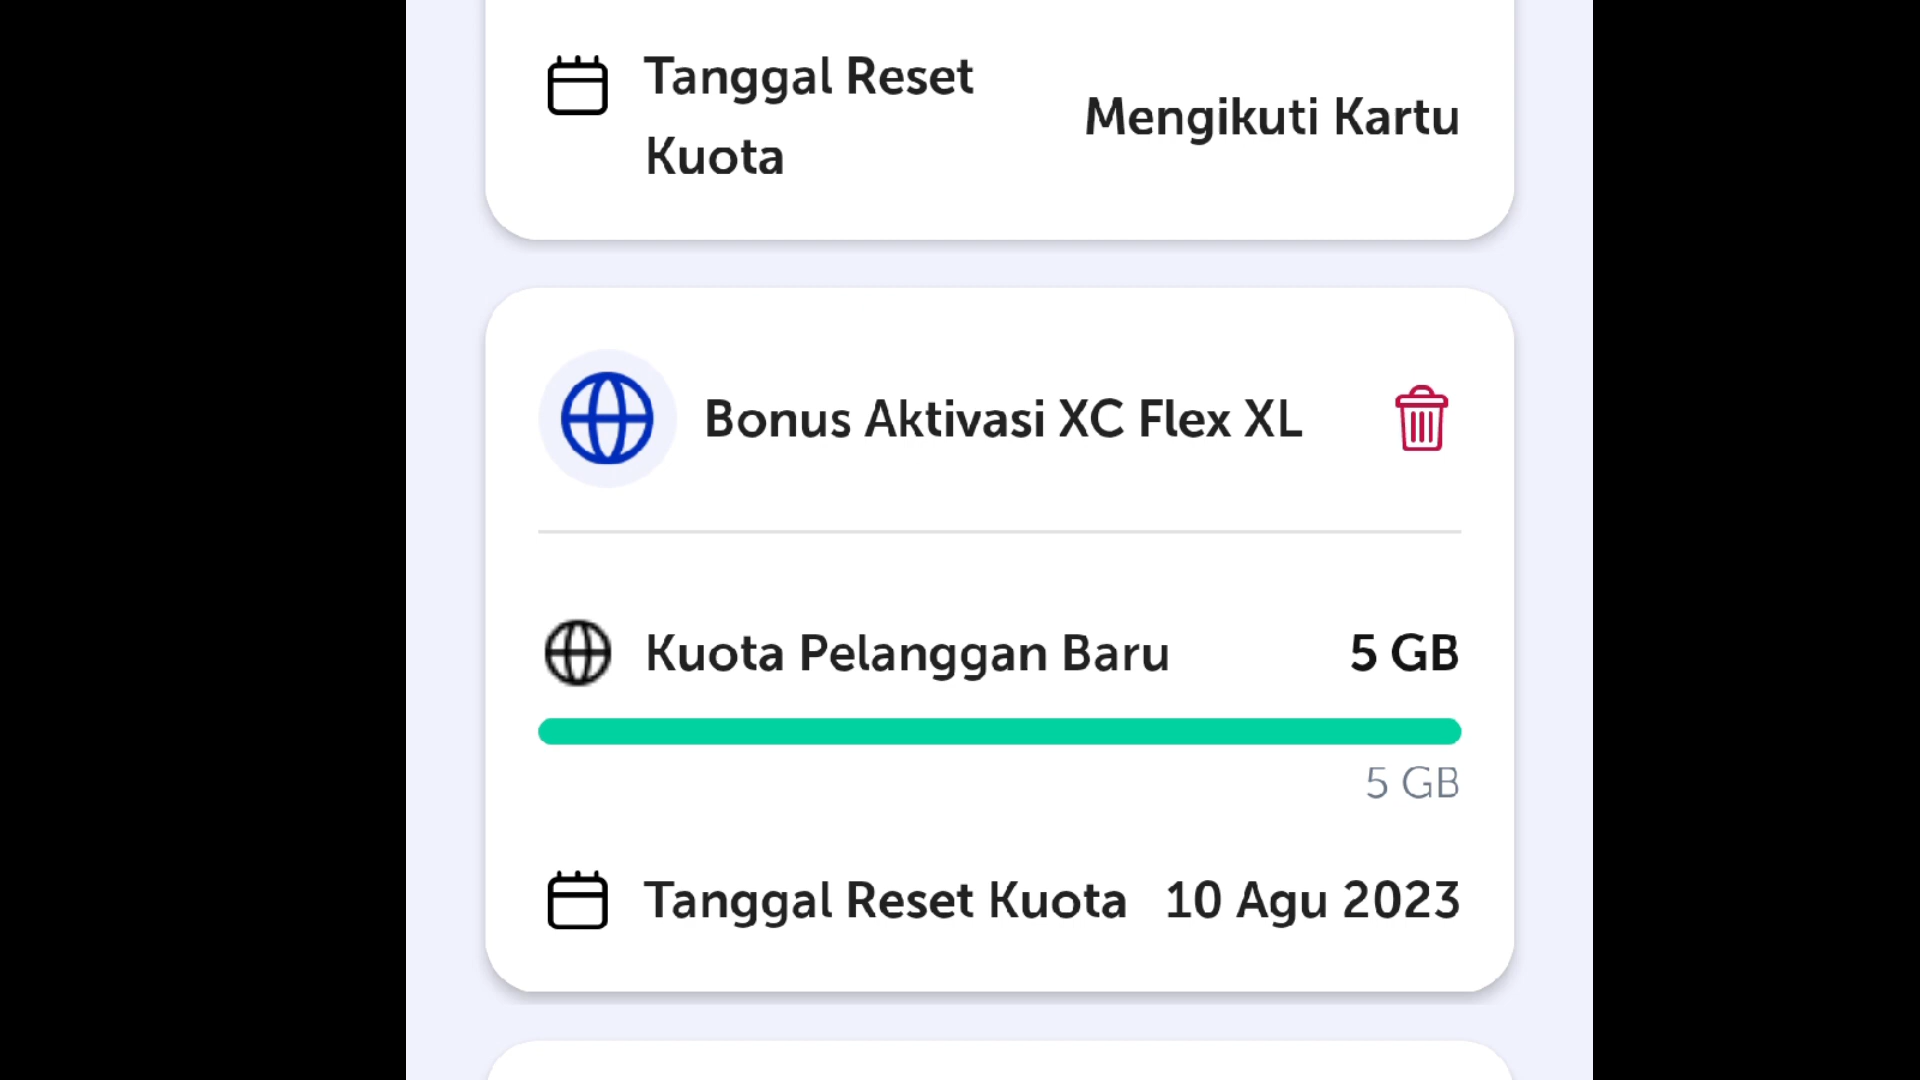 Tanggal Reset
Kuota
Mengikuti Kartu
Bonus Aktivasi XC Flex XL
Kuota Pelanggan Baru
5 GB
5 GB
Tanggal Reset Kuota
10 Agu 2023